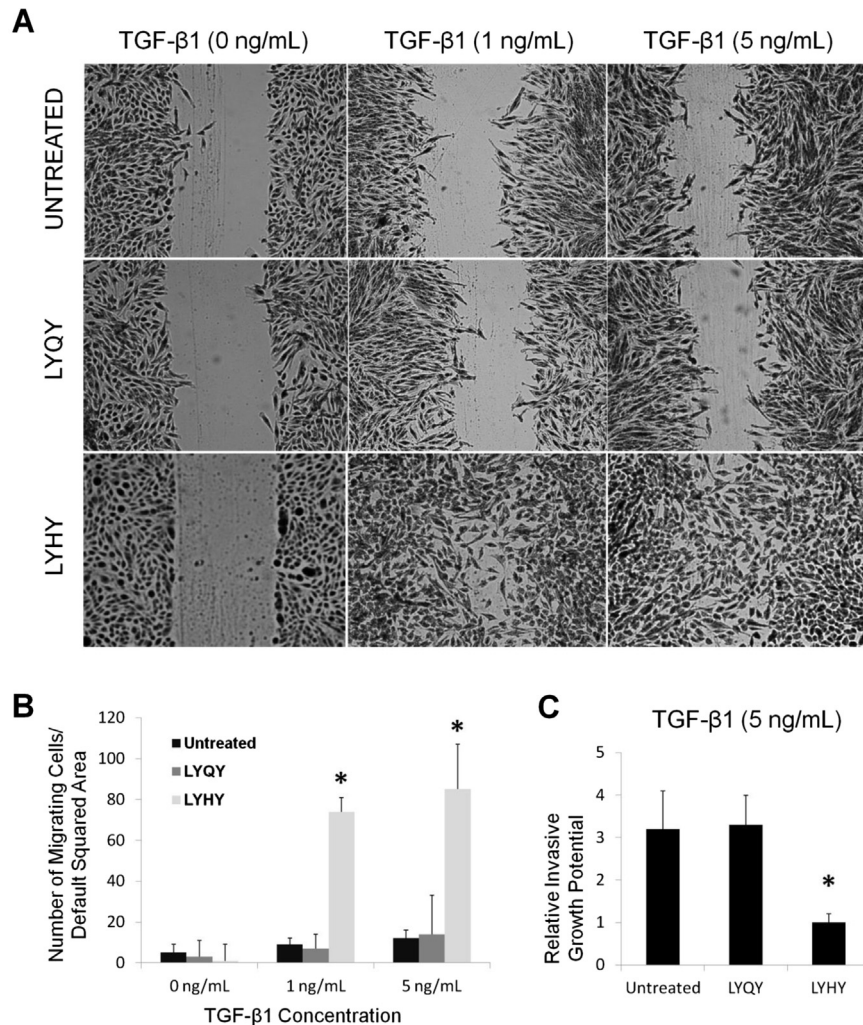 A
TGF-β1 (0 ng/mL)
TGF-β1 (1 ng/mL)
TGF-β1 (5 ng/mL)
UNTREATED
LYQY
LYHY
B
Number of Migrating Cells/
Default Squared Area
120
100
80
60
40
20
0
Untreated
LYQY
LYHY
*
*
0 ng/mL
1 ng/mL
5 ng/mL
TGF-β1 Concentration
C
TGF-β1 (5 ng/mL)
Relative Invasive
Growth Potential
5
4
3
2
1
0
*
Untreated
LYQY
LYHY